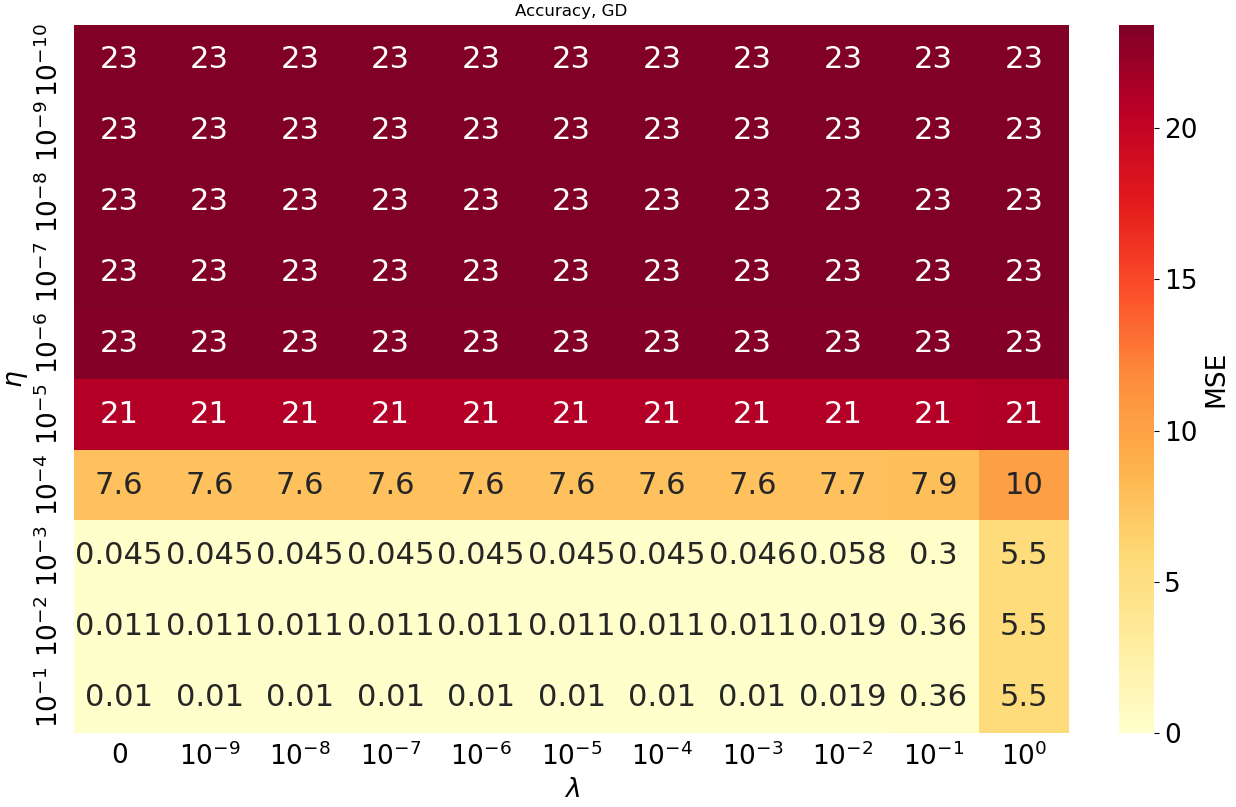 Accuracy, GD
10⁻¹⁰ 23 23 23 23 23 23 23 23 23 23 23
10⁻⁹ 23 23 23 23 23 23 23 23 23 23 23
10⁻⁸ 23 23 23 23 23 23 23 23 23 23 23
10⁻⁷ 23 23 23 23 23 23 23 23 23 23 23
10⁻⁶ 23 23 23 23 23 23 23 23 23 23 23
10⁻⁵ 21 21 21 21 21 21 21 21 21 21 21
10⁻⁴ 7.6 7.6 7.6 7.6 7.6 7.6 7.6 7.6 7.7 7.9 10
10⁻³ 0.045 0.045 0.045 0.045 0.045 0.045 0.045 0.046 0.058 0.3 5.5
10⁻² 0.011 0.011 0.011 0.011 0.011 0.011 0.011 0.011 0.019 0.36 5.5
10⁻¹ 0.01 0.01 0.01 0.01 0.01 0.01 0.01 0.01 0.019 0.36 5.5
0 10⁻⁹ 10⁻⁸ 10⁻⁷ 10⁻⁶ 10⁻⁵ 10⁻⁴ 10⁻³ 10⁻² 10⁻¹ 10⁰
λ
η
20
15
10
5
0
MSE